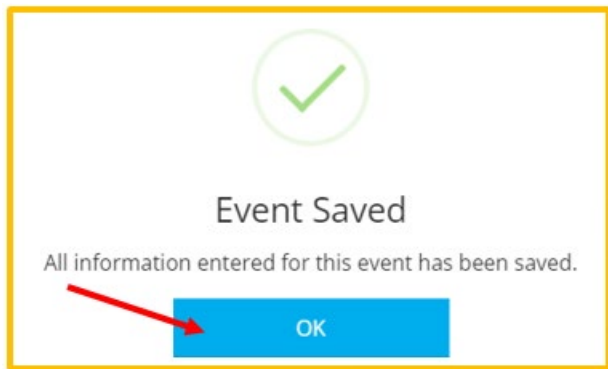 Event Saved
All information entered for this event has been saved.
OK